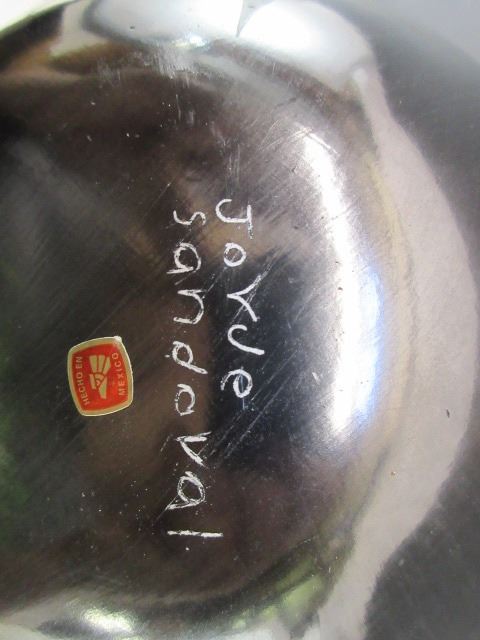 Jorje
Sandoval
HECHO EN
MEXICO